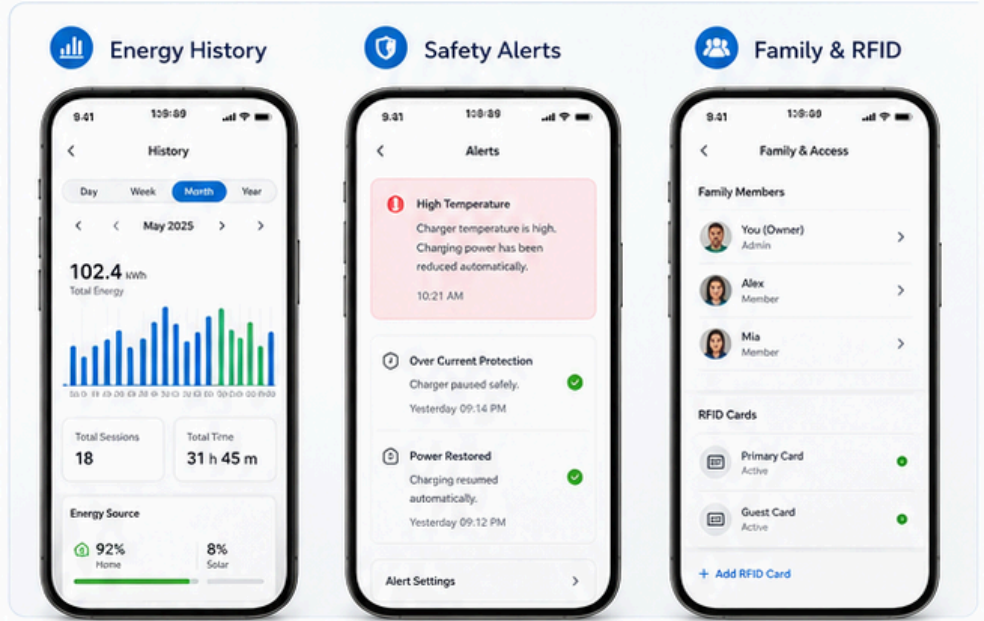 Energy History
9:41
History
Day Week Month Year
May 2025
102.4 kWh
Total Energy
Total Sessions
18
Total Time
31 h 45 m
Energy Source
92%
Home
8%
Solar
Safety Alerts
9:41
Alerts
High Temperature
Charger temperature is high.
Charging power has been
reduced automatically.
10:21 AM
Over Current Protection
Charger paused safely.
Yesterday 09:14 PM
Power Restored
Charging resumed
automatically.
Yesterday 09:12 PM
Alert Settings
Family & RFID
9:41
Family & Access
Family Members
You (Owner)
Admin
Alex
Member
Mia
Member
RFID Cards
Primary Card
Active
Guest Card
Active
+ Add RFID Card